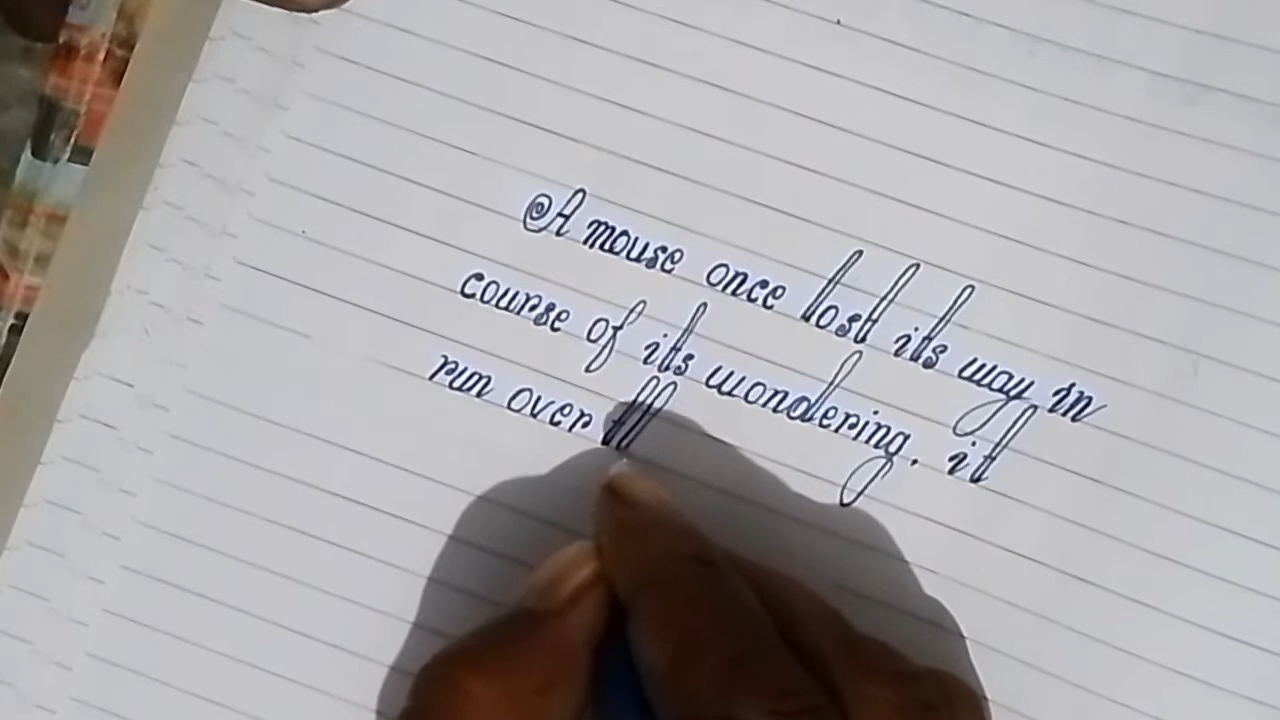 A mouse once lost its way in
course of its wondering. it
run over